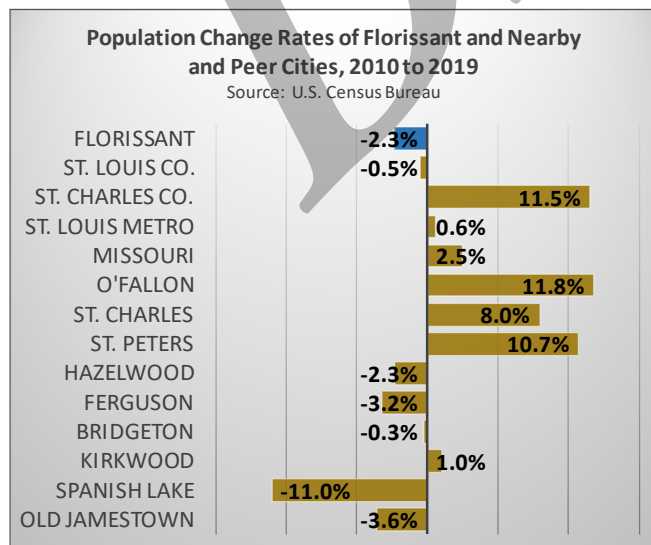 Population Change Rates of Florissant and Nearby
and Peer Cities, 2010 to 2019
Source: U.S. Census Bureau
FLORISSANT -2.3%
ST. LOUIS CO. -0.5%
ST. CHARLES CO. 11.5%
ST. LOUIS METRO 0.6%
MISSOURI 2.5%
O'FALLON 11.8%
ST. CHARLES 8.0%
ST. PETERS 10.7%
HAZELWOOD -2.3%
FERGUSON -3.2%
BRIDGETON -0.3%
KIRKWOOD 1.0%
SPANISH LAKE -11.0%
OLD JAMESTOWN -3.6%